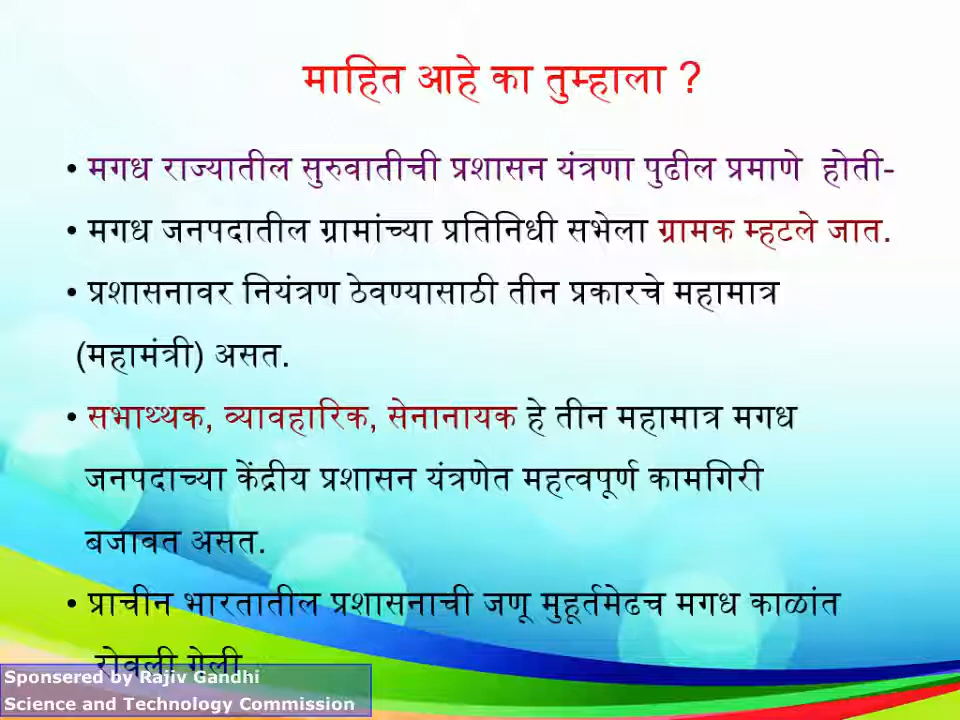 माहित आहे का तुम्हाला ?
• मगध राज्यातील सुरुवातीची प्रशासन यंत्रणा पुढील प्रमाणे होती-
• मगध जनपदातील ग्रामांच्या प्रतिनिधी सभेला ग्रामक म्हटले जात.
• प्रशासनावर नियंत्रण ठेवण्यासाठी तीन प्रकारचे महामात्र
(महामंत्री) असत.
• सभाथ्थक, व्यावहारिक, सेनानायक हे तीन महामात्र मगध
जनपदाच्या केंद्रीय प्रशासन यंत्रणेत महत्वपूर्ण कामगिरी
बजावत असत.
• प्राचीन भारतातील प्रशासनाची जणू मुहूर्तमेढच मगध काळांत
रोवली गेली
Sponsered by Rajiv Gandhi
Science and Technology Commission